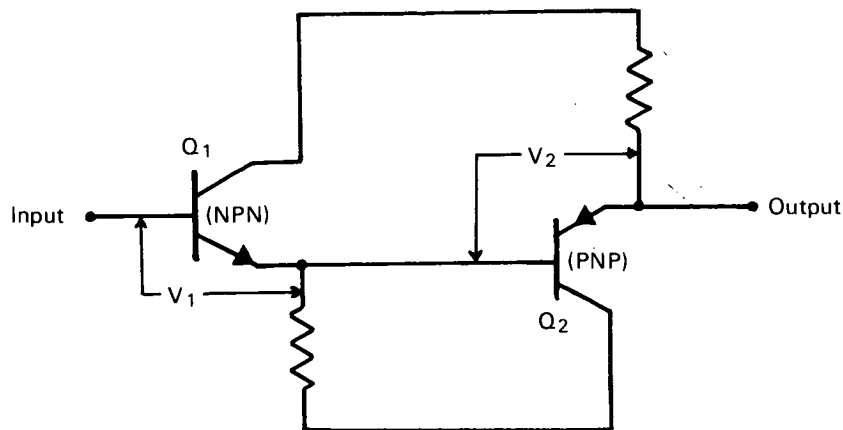 Q1
V2
Input
(NPN)
Output
(PNP)
V1
Q2